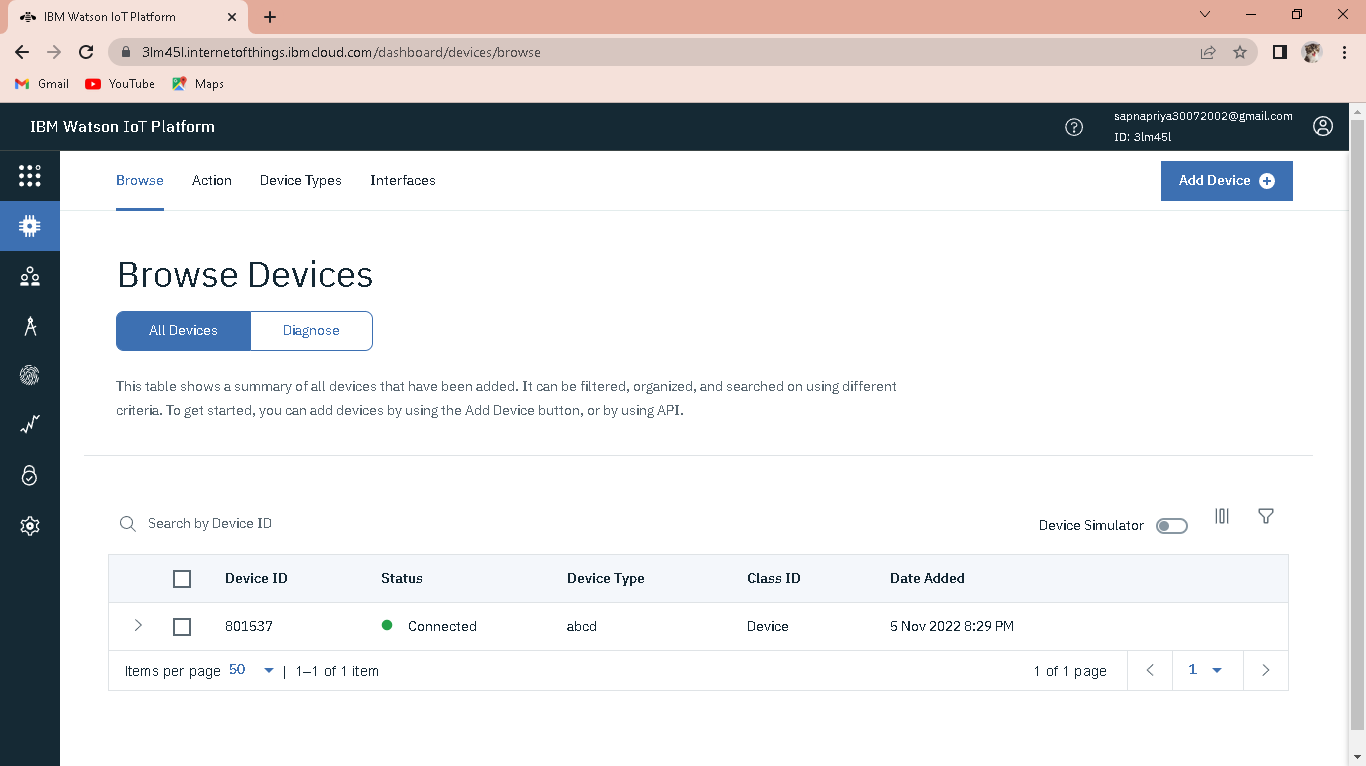 IBM Watson IoT Platform
3lm45l.internetofthings.ibmcloud.com/dashboard/devices/browse
Gmail YouTube Maps
IBM Watson IoT Platform
sapnapriya30072002@gmail.com
ID: 3lm45l
Browse Action Device Types Interfaces Add Device
Browse Devices
All Devices Diagnose
This table shows a summary of all devices that have been added. It can be filtered, organized, and searched on using different
criteria. To get started, you can add devices by using the Add Device button, or by using API.
Search by Device ID Device Simulator
Device ID Status Device Type Class ID Date Added
801537 Connected abcd Device 5 Nov 2022 8:29 PM
Items per page 50 | 1–1 of 1 item 1 of 1 page 1